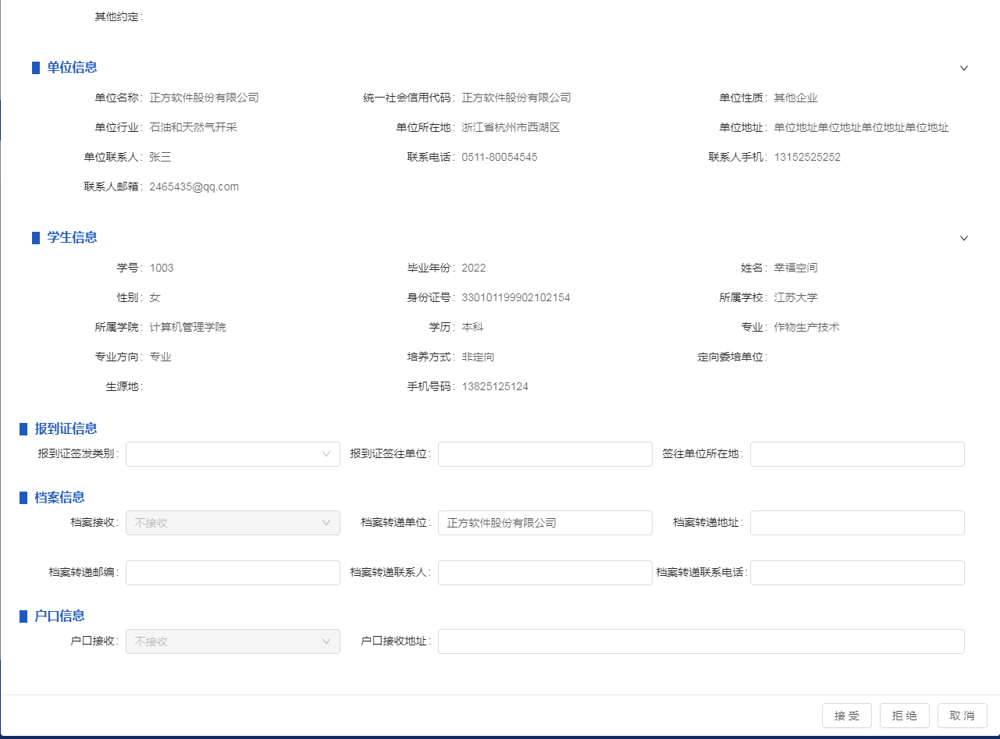 其他约定:
单位信息
单位名称: 正方软件股份有限公司 统一社会信用代码: 正方软件股份有限公司 单位性质: 其他企业
单位行业: 石油和天然气开采 单位所在地: 浙江省杭州市西湖区 单位地址: 单位地址单位地址单位地址单位地址
单位联系人: 张三 联系电话: 0511-80054545 联系人手机: 13152525252
联系人邮箱: 2465435@qq.com
学生信息
学号: 1003 毕业年份: 2022 姓名: 幸福空间
性别: 女 身份证号: 330101199902102154 所属学校: 江苏大学
所属学院: 计算机管理学院 学历: 本科 专业: 作物生产技术
专业方向: 专业 培养方式: 非定向 定向委培单位:
生源地: 手机号码: 13825125124
报到证信息
报到证签发类别: 报到证签往单位: 签往单位所在地:
档案信息
档案接收: 不接收 档案转递单位: 正方软件股份有限公司 档案转递地址:
档案转递邮编: 档案转递联系人: 档案转递联系电话:
户口信息
户口接收: 不接收 户口接收地址:
接 受 拒 绝 取 消